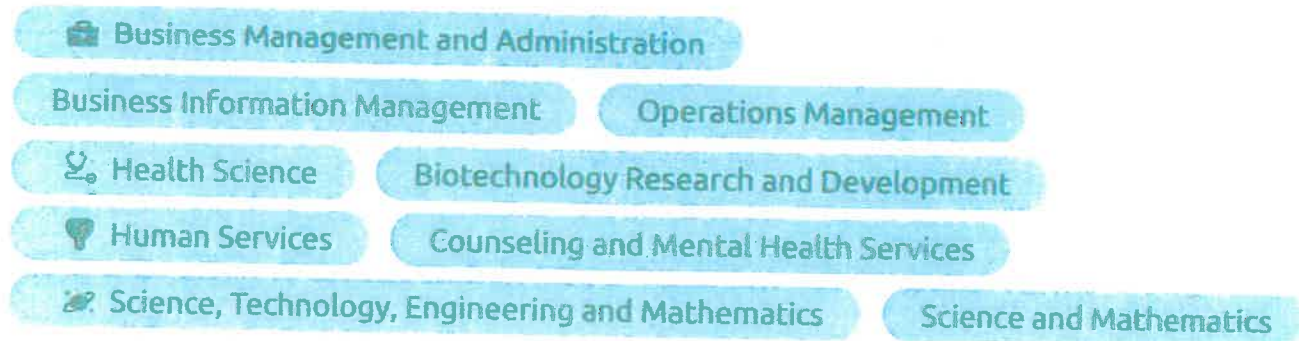 Business Management and Administration
Business Information Management Operations Management
Health Science Biotechnology Research and Development
Human Services Counseling and Mental Health Services
Science, Technology, Engineering and Mathematics Science and Mathematics